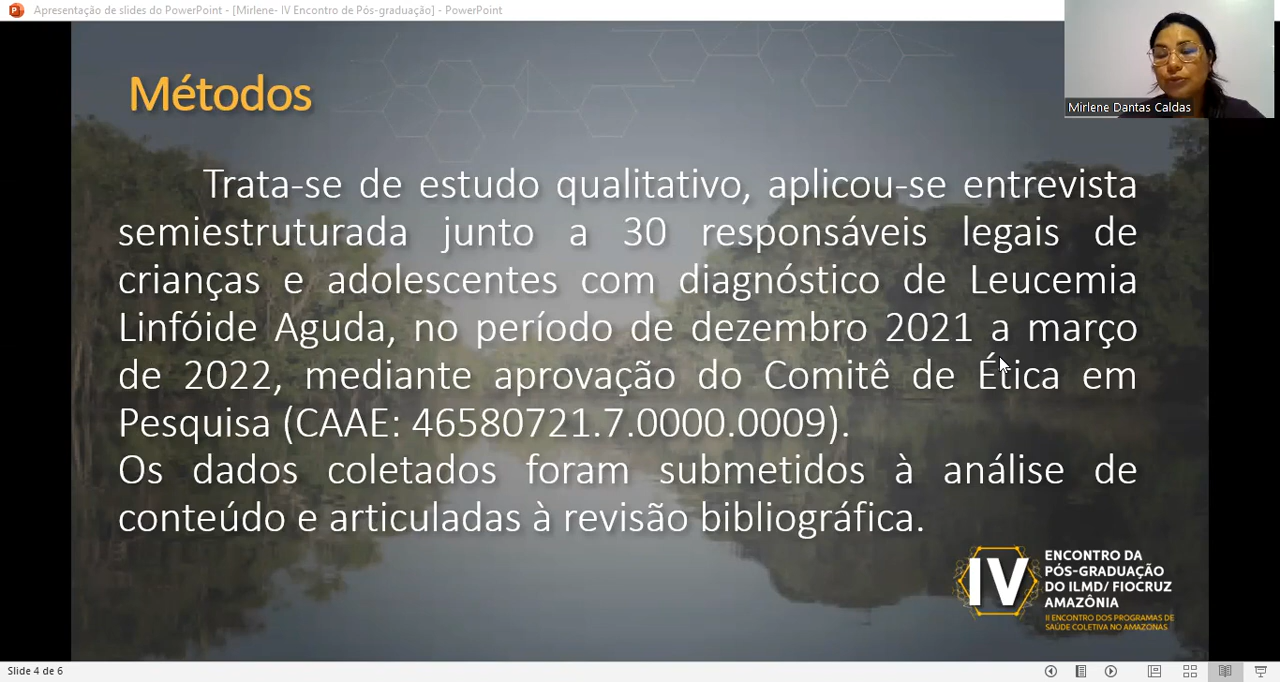 Apresentação de slides do PowerPoint - [Mirlene- IV Encontro de Pós-graduação] - PowerPoint
Mirlene Dantas Caldas
Métodos
Trata-se de estudo qualitativo, aplicou-se entrevista
semiestruturada junto a 30 responsáveis legais de
crianças e adolescentes com diagnóstico de Leucemia
Linfóide Aguda, no período de dezembro 2021 a março
de 2022, mediante aprovação do Comitê de Ética em
Pesquisa (CAAE: 46580721.7.0000.0009).
Os dados coletados foram submetidos à análise de
conteúdo e articuladas à revisão bibliográfica.
IV
ENCONTRO DA
PÓS-GRADUAÇÃO
DO ILMD/ FIOCRUZ
AMAZÔNIA
II ENCONTRO DOS PROGRAMAS DE
SAÚDE COLETIVA NO AMAZONAS
Slide 4 de 6